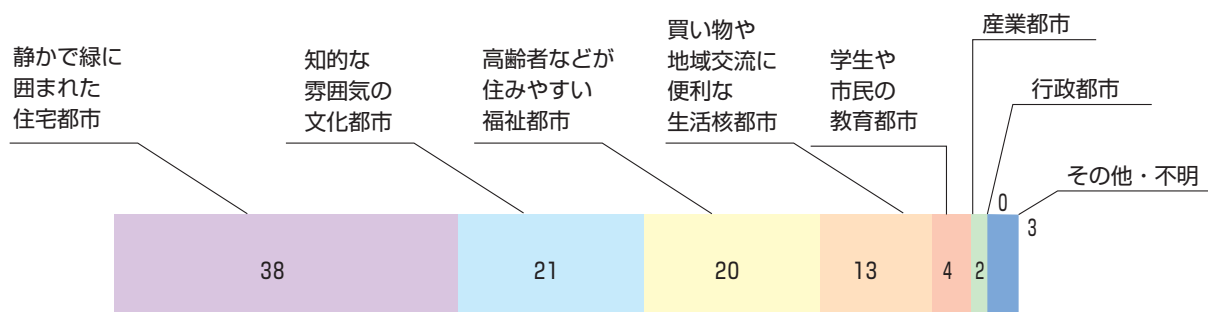 静かで緑に
囲まれた
住宅都市
知的な
雰囲気の
文化都市
高齢者などが
住みやすい
福祉都市
買い物や
地域交流に
便利な
生活核都市
学生や
市民の
教育都市
産業都市
行政都市
その他・不明
38
21
20
13
4
2
0
3